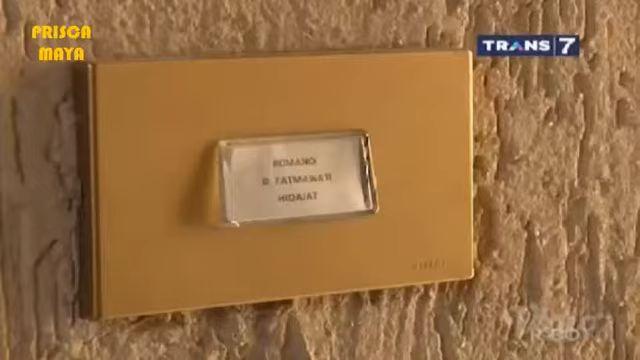 PRISCA
MAYA
TRANS 7
ROMANO
R. FATMAWATI
HIDAJAT